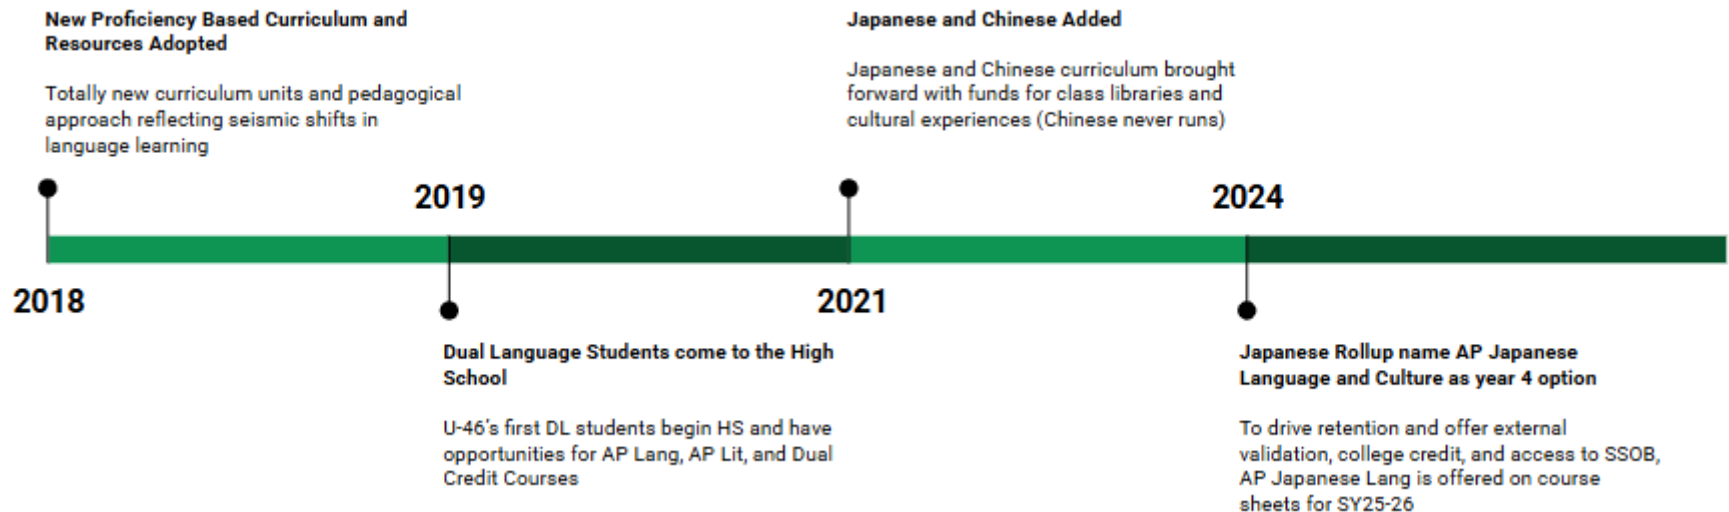 New Proficiency Based Curriculum and
Resources Adopted
Totally new curriculum units and pedagogical
approach reflecting seismic shifts in
language learning
2018
2019
Dual Language Students come to the High
School
U-46's first DL students begin HS and have
opportunities for AP Lang, AP Lit, and Dual
Credit Courses
Japanese and Chinese Added
Japanese and Chinese curriculum brought
forward with funds for class libraries and
cultural experiences (Chinese never runs)
2021
2024
Japanese Rollup name AP Japanese
Language and Culture as year 4 option
To drive retention and offer external
validation, college credit, and access to SSOB,
AP Japanese Lang is offered on course
sheets for SY25-26